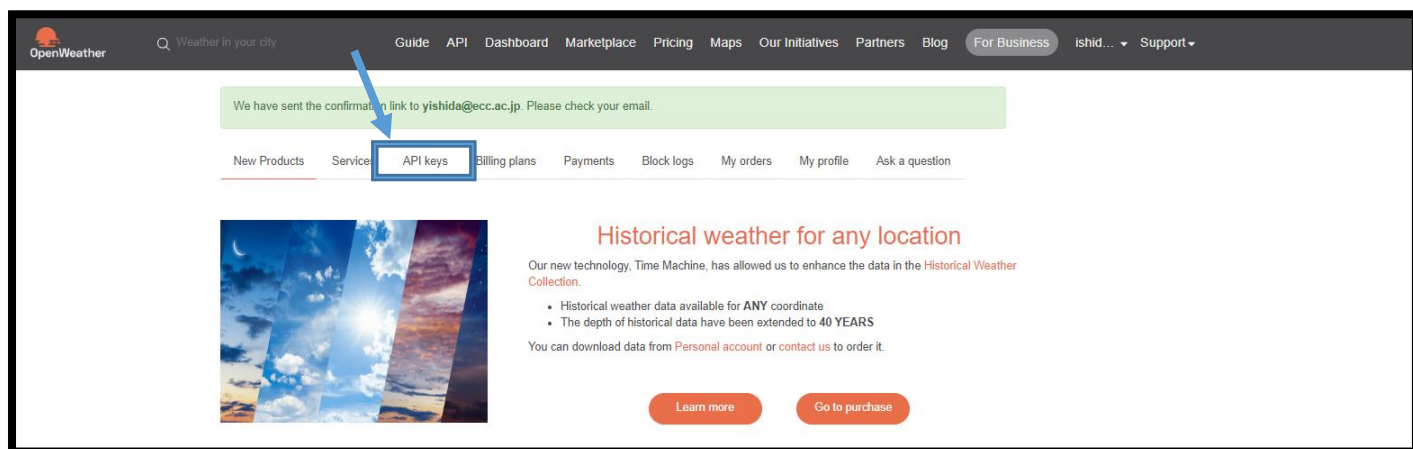 OpenWeather
Weather in your city
Guide API Dashboard Marketplace Pricing Maps Our Initiatives Partners Blog For Business ishid... Support
We have sent the confirmation link to yishida@ecc.ac.jp. Please check your email.
New Products Services API keys Billing plans Payments Block logs My orders My profile Ask a question
Historical weather for any location
Our new technology, Time Machine, has allowed us to enhance the data in the Historical Weather
Collection.
• Historical weather data available for ANY coordinate
• The depth of historical data have been extended to 40 YEARS
You can download data from Personal account or contact us to order it.
Learn more Go to purchase